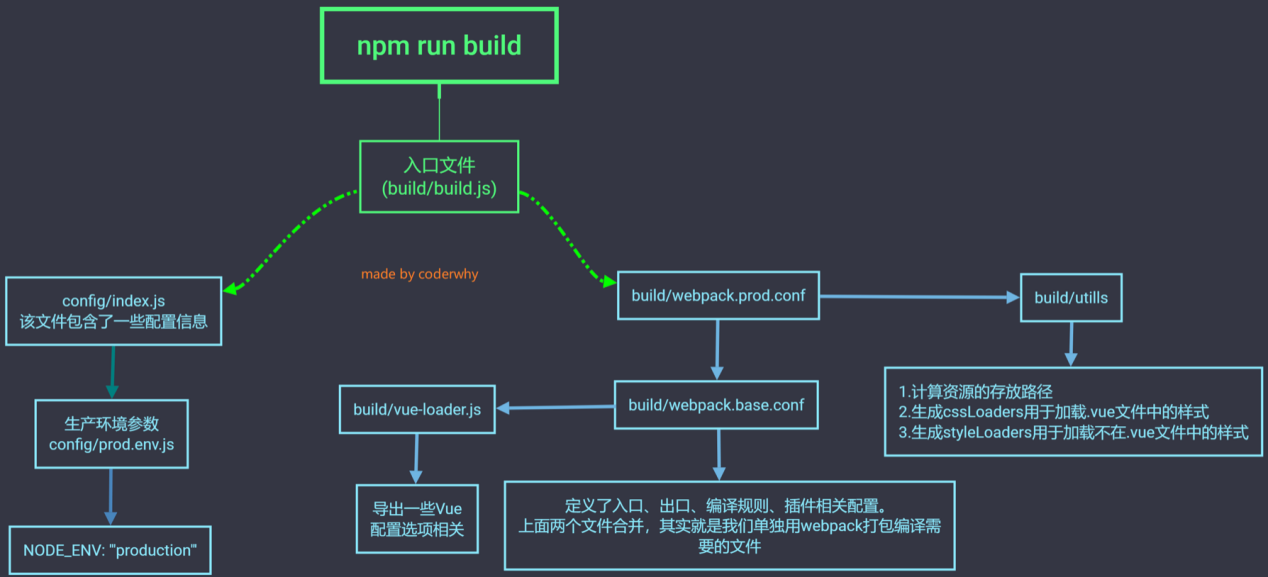 npm run build
入口文件
(build/build.js)
made by coderwhy
config/index.js
该文件包含了一些配置信息
build/webpack.prod.conf
build/utills
生产环境参数
config/prod.env.js
build/vue-loader.js
build/webpack.base.conf
1.计算资源的存放路径
2.生成cssLoaders用于加载.vue文件中的样式
3.生成styleLoaders用于加载不在.vue文件中的样式
NODE_ENV: '"production"'
导出一些Vue
配置选项相关
定义了入口、出口、编译规则、插件相关配置。
上面两个文件合并，其实就是我们单独用webpack打包编译需
要的文件